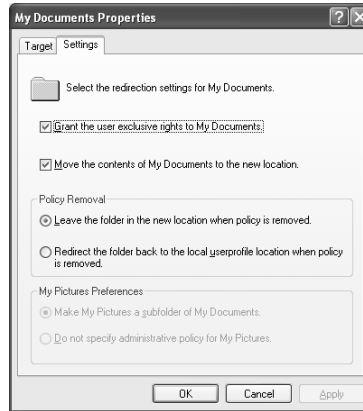 My Documents Properties
Target Settings
Select the redirection settings for My Documents.
Grant the user exclusive rights to My Documents.
Move the contents of My Documents to the new location.
Policy Removal
Leave the folder in the new location when policy is removed.
Redirect the folder back to the local userprofile location when policy
is removed.
My Pictures Preferences
Make My Pictures a subfolder of My Documents.
Do not specify administrative policy for My Pictures.
OK Cancel Apply